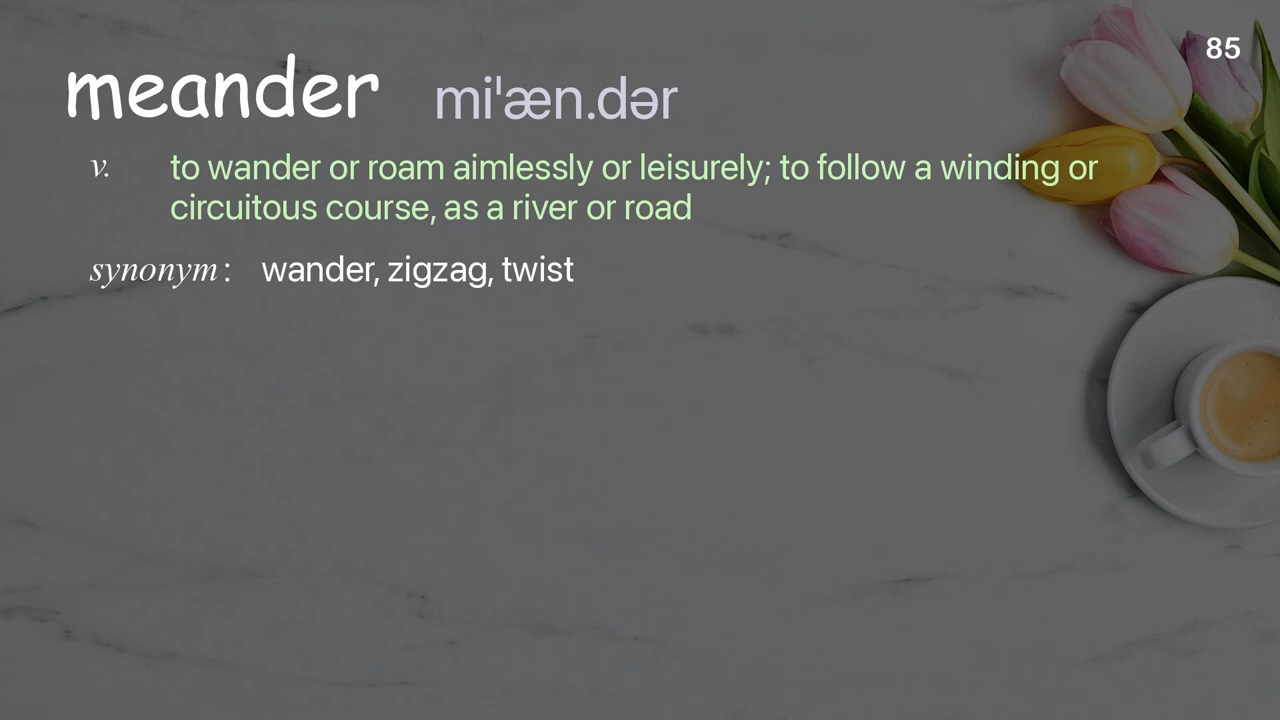 85
meander mi'æn.dər
v. to wander or roam aimlessly or leisurely; to follow a winding or
circuitous course, as a river or road
synonym: wander, zigzag, twist